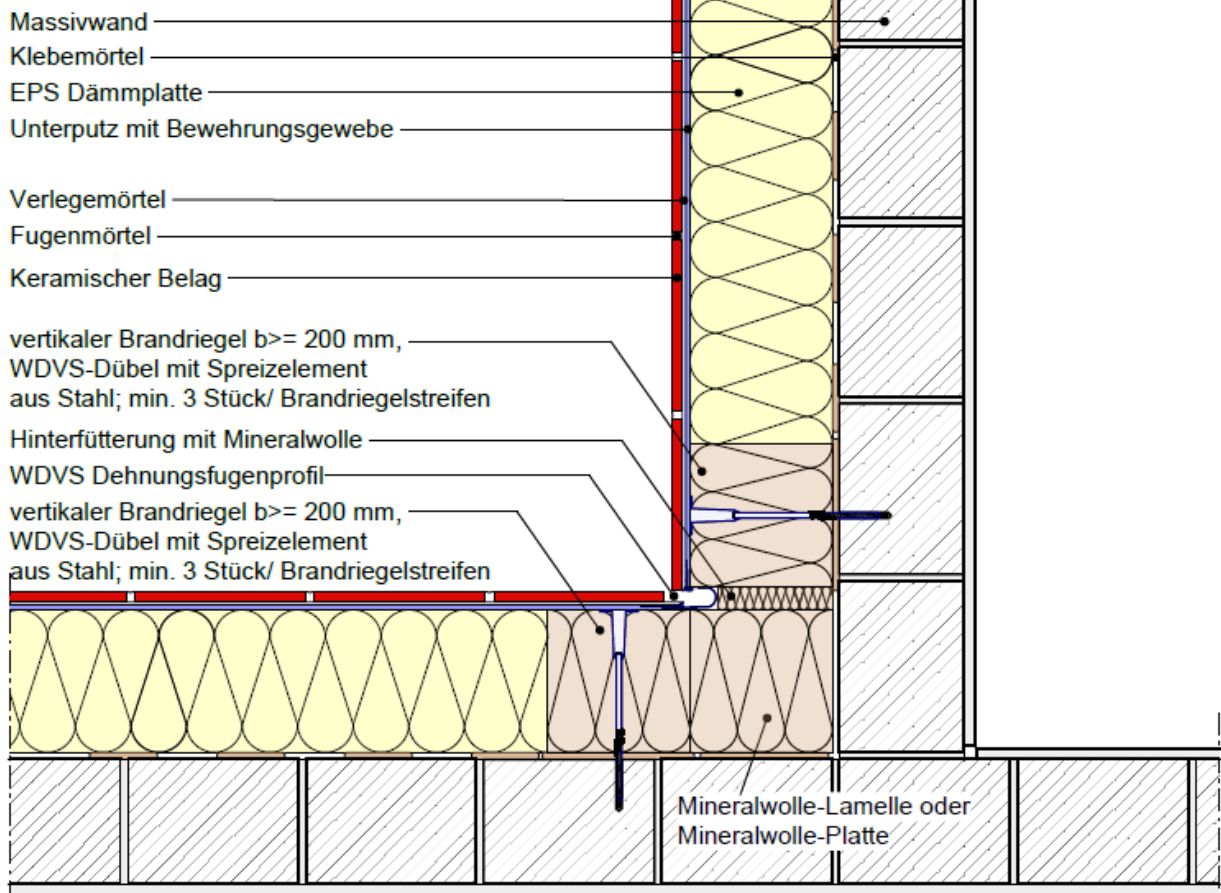 Massivwand
Klebemörtel
EPS Dämmplatte
Unterputz mit Bewehrungsgewebe
Verlegemörtel
Fugenmörtel
Keramischer Belag
vertikaler Brandriegel b>= 200 mm,
WDVS-Dübel mit Spreizelement
aus Stahl; min. 3 Stück/ Brandriegelstreifen
Hinterfütterung mit Mineralwolle
WDVS Dehnungsfugenprofil
vertikaler Brandriegel b>= 200 mm,
WDVS-Dübel mit Spreizelement
aus Stahl; min. 3 Stück/ Brandriegelstreifen
Mineralwolle-Lamelle oder
Mineralwolle-Platte